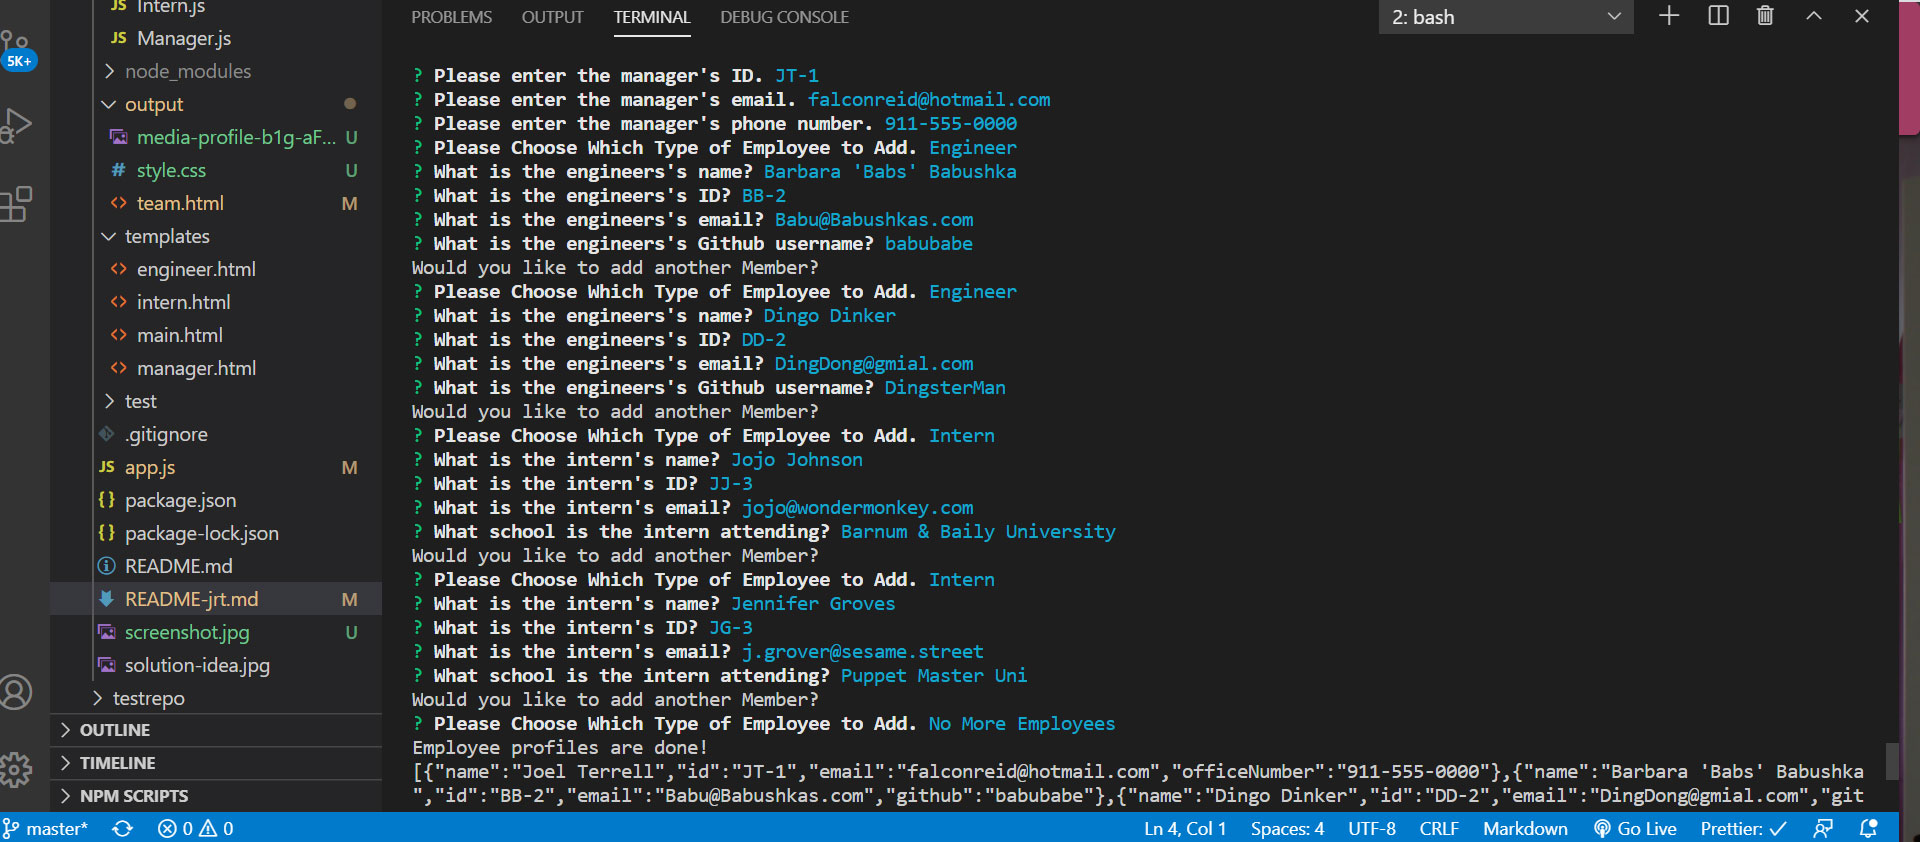 5K+
JS Intern.js
JS Manager.js
node_modules
output
media-profile-b1g-aF... U
# style.css U
<> team.html M
templates
<> engineer.html
<> intern.html
<> main.html
<> manager.html
test
.gitignore
JS app.js M
{} package.json
{} package-lock.json
README.md
README-jrt.md M
screenshot.jpg U
solution-idea.jpg
testrepo
OUTLINE
TIMELINE
NPM SCRIPTS
PROBLEMS OUTPUT TERMINAL DEBUG CONSOLE 2: bash
? Please enter the manager's ID. JT-1
? Please enter the manager's email. falconreid@hotmail.com
? Please enter the manager's phone number. 911-555-0000
? Please Choose Which Type of Employee to Add. Engineer
? What is the engineers's name? Barbara 'Babs' Babushka
? What is the engineers's ID? BB-2
? What is the engineers's email? Babu@Babushkas.com
? What is the engineers's Github username? babubabe
Would you like to add another Member?
? Please Choose Which Type of Employee to Add. Engineer
? What is the engineers's name? Dingo Dinker
? What is the engineers's ID? DD-2
? What is the engineers's email? DingDong@gmial.com
? What is the engineers's Github username? DingsterMan
Would you like to add another Member?
? Please Choose Which Type of Employee to Add. Intern
? What is the intern's name? Jojo Johnson
? What is the intern's ID? JJ-3
? What is the intern's email? jojo@wondermonkey.com
? What school is the intern attending? Barnum & Baily University
Would you like to add another Member?
? Please Choose Which Type of Employee to Add. Intern
? What is the intern's name? Jennifer Groves
? What is the intern's ID? JG-3
? What is the intern's email? j.grover@sesame.street
? What school is the intern attending? Puppet Master Uni
Would you like to add another Member?
? Please Choose Which Type of Employee to Add. No More Employees
Employee profiles are done!
[{"name":"Joel Terrell","id":"JT-1","email":"falconreid@hotmail.com","officeNumber":"911-555-0000"},{"name":"Barbara 'Babs' Babushka
","id":"BB-2","email":"Babu@Babushkas.com","github":"babubabe"},{"name":"Dingo Dinker","id":"DD-2","email":"DingDong@gmial.com","git
master* 0 0 Ln 4, Col 1 Spaces: 4 UTF-8 CRLF Markdown Go Live Prettier: ✓